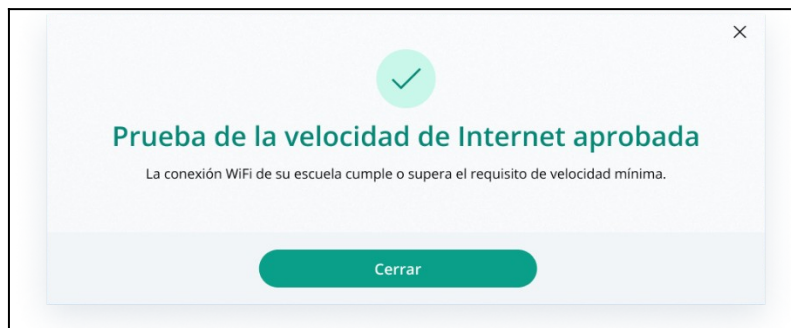 Prueba de la velocidad de Internet aprobada
La conexión WiFi de su escuela cumple o supera el requisito de velocidad mínima.
Cerrar